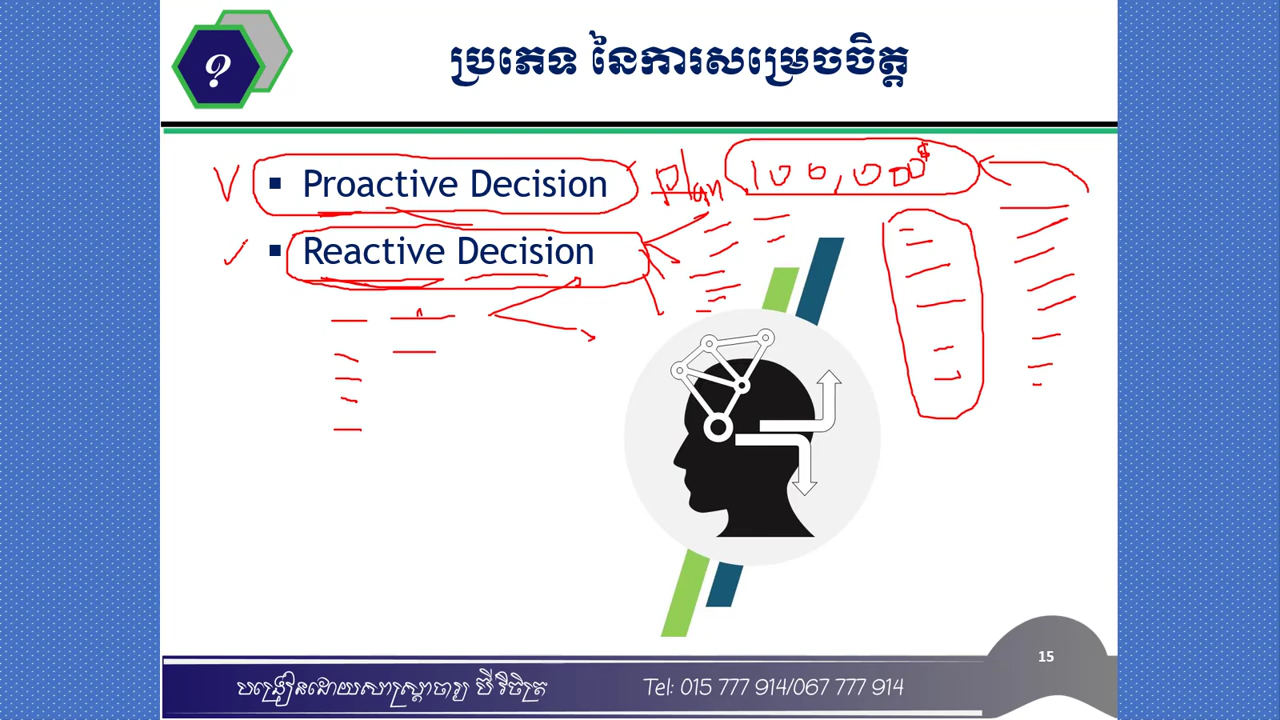 ?
ប្រភេទ នៃការសម្រេចចិត្ត
▪ Proactive Decision
Plan 100,000$
▪ Reactive Decision
15
បង្រៀនដោយសាស្ត្រាចារ្យ ប៊ី វិចិត្រ
Tel: 015 777 914/067 777 914